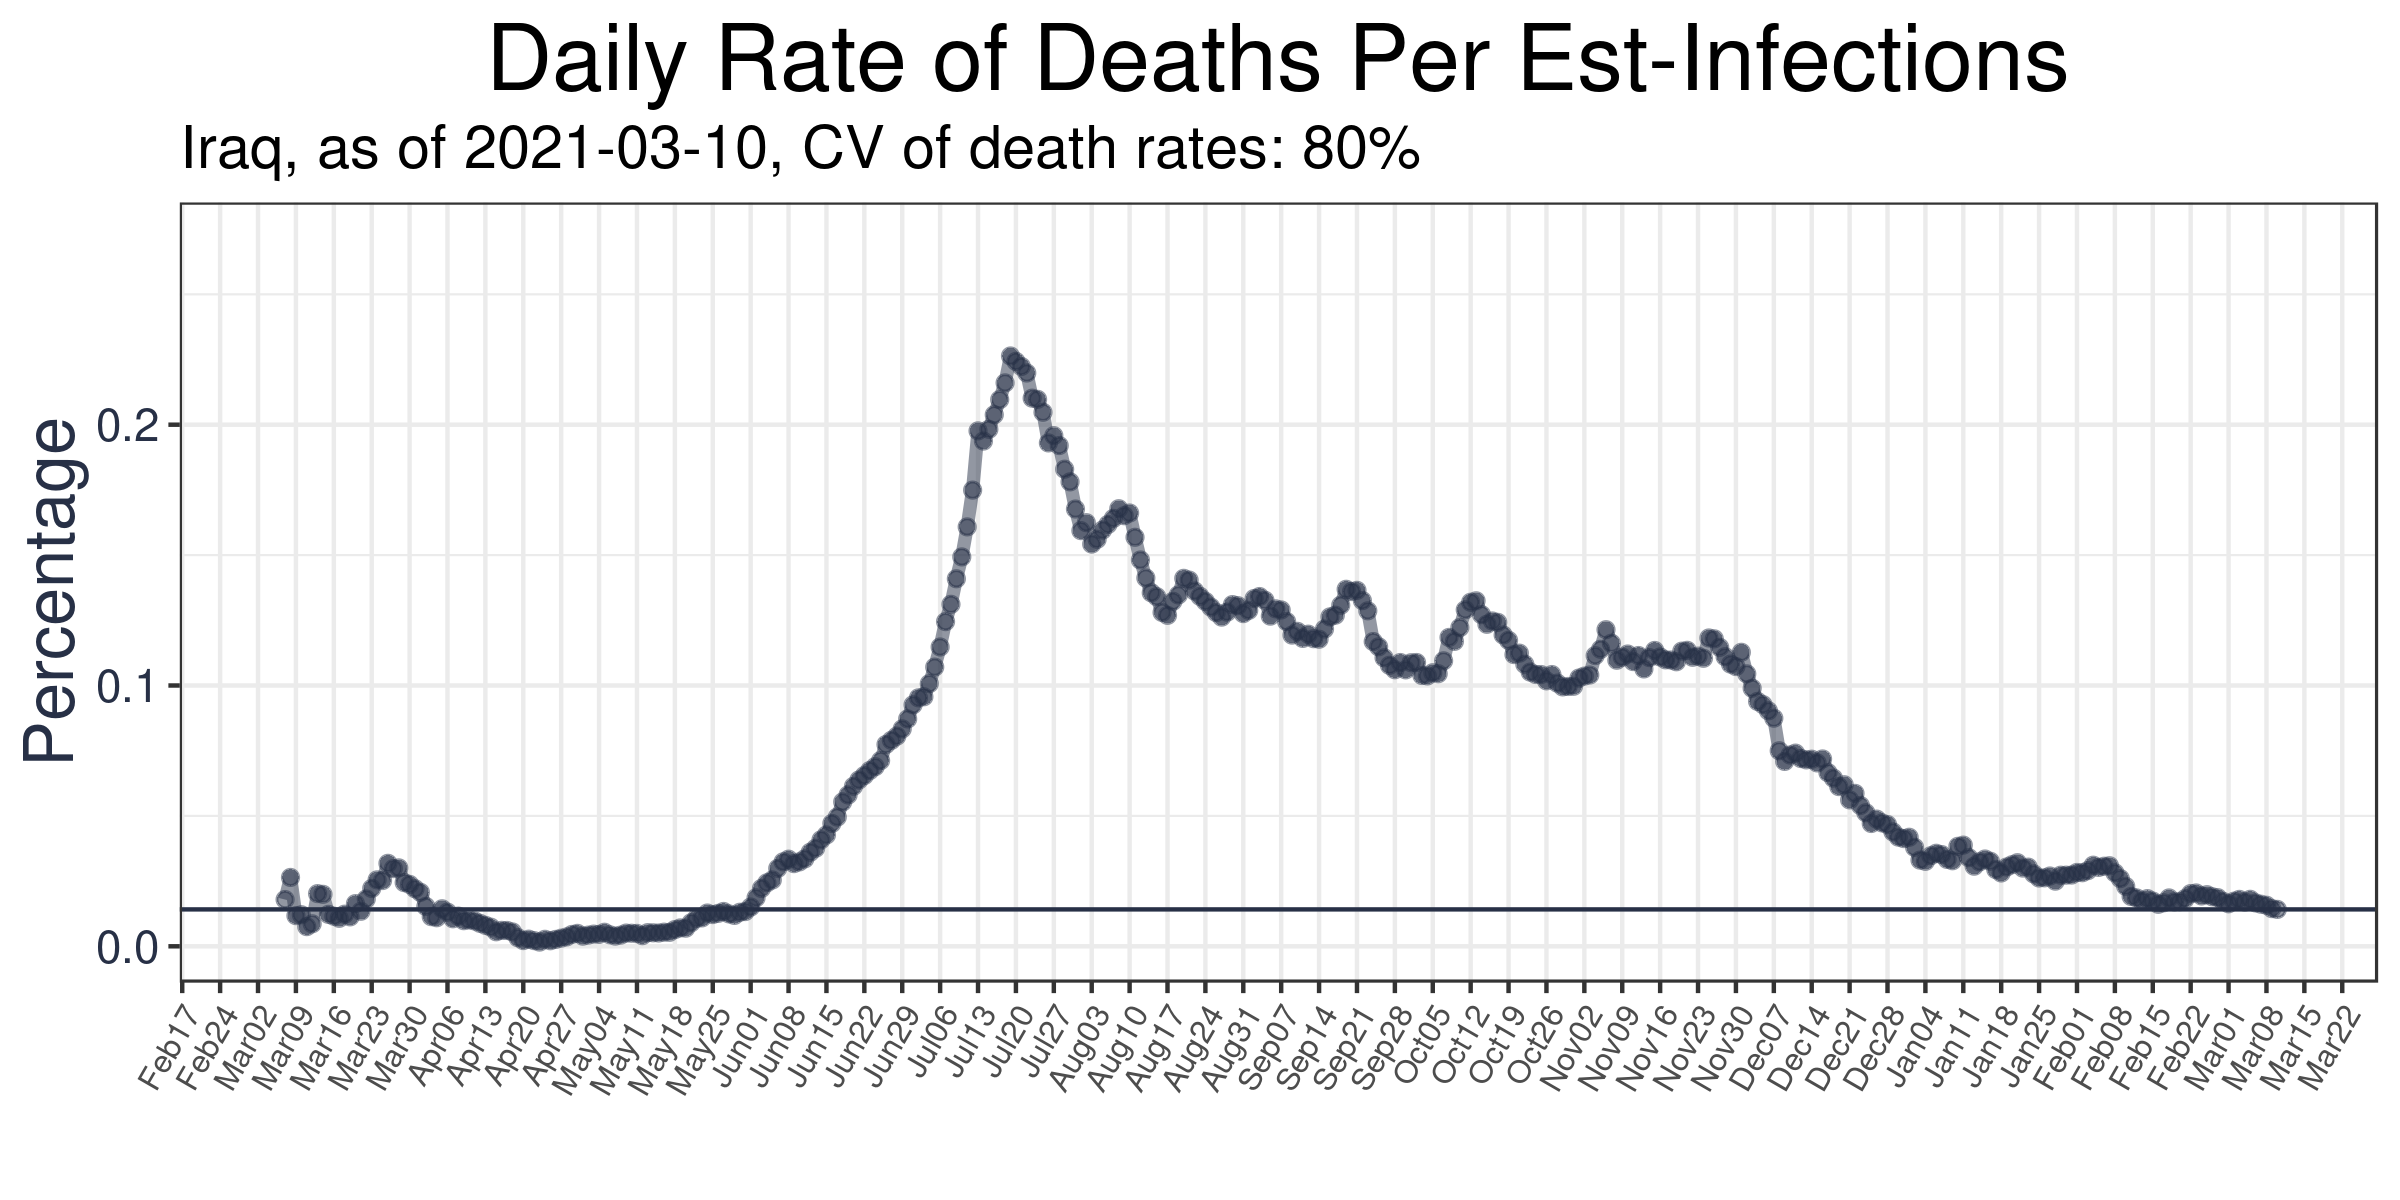 Daily Rate of Deaths Per Est-Infections
Iraq, as of 2021-03-10, CV of death rates: 80%
Percentage
0.2
0.1
0.0
Feb17
Feb24
Mar02
Mar09
Mar16
Mar23
Mar30
Apr06
Apr13
Apr20
Apr27
May04
May11
May18
May25
Jun01
Jun08
Jun15
Jun22
Jun29
Jul06
Jul13
Jul20
Jul27
Aug03
Aug10
Aug17
Aug24
Aug31
Sep07
Sep14
Sep21
Sep28
Oct05
Oct12
Oct19
Oct26
Nov02
Nov09
Nov16
Nov23
Nov30
Dec07
Dec14
Dec21
Dec28
Jan04
Jan11
Jan18
Jan25
Feb01
Feb08
Feb15
Feb22
Mar01
Mar08
Mar15
Mar22